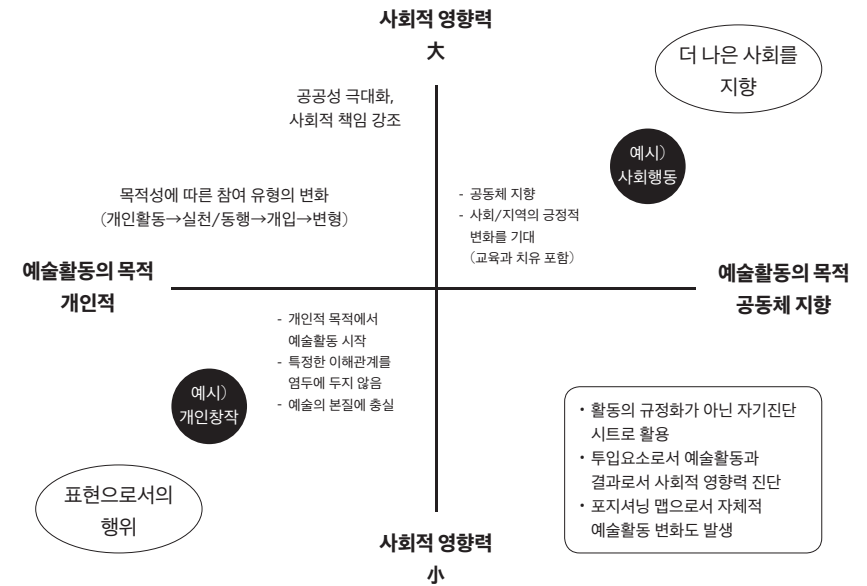 사회적 영향력
大
더 나은 사회를
지향
공공성 극대화,
사회적 책임 강조
예시)
사회행동
목적성에 따른 참여 유형의 변화
(개인활동→실천/동행→개입→변형)
- 공동체 지향
- 사회/지역의 긍정적
변화를 기대
(교육과 치유 포함)
예술활동의 목적
개인적
예술활동의 목적
공동체 지향
- 개인적 목적에서
예술활동 시작
- 특정한 이해관계를
염두에 두지 않음
- 예술의 본질에 충실
예시)
개인창작
• 활동의 규정화가 아닌 자기진단
시트로 활용
• 투입요소로서 예술활동과
결과로서 사회적 영향력 진단
• 포지셔닝 맵으로서 자체적
예술활동 변화도 발생
표현으로서의
행위
사회적 영향력
小